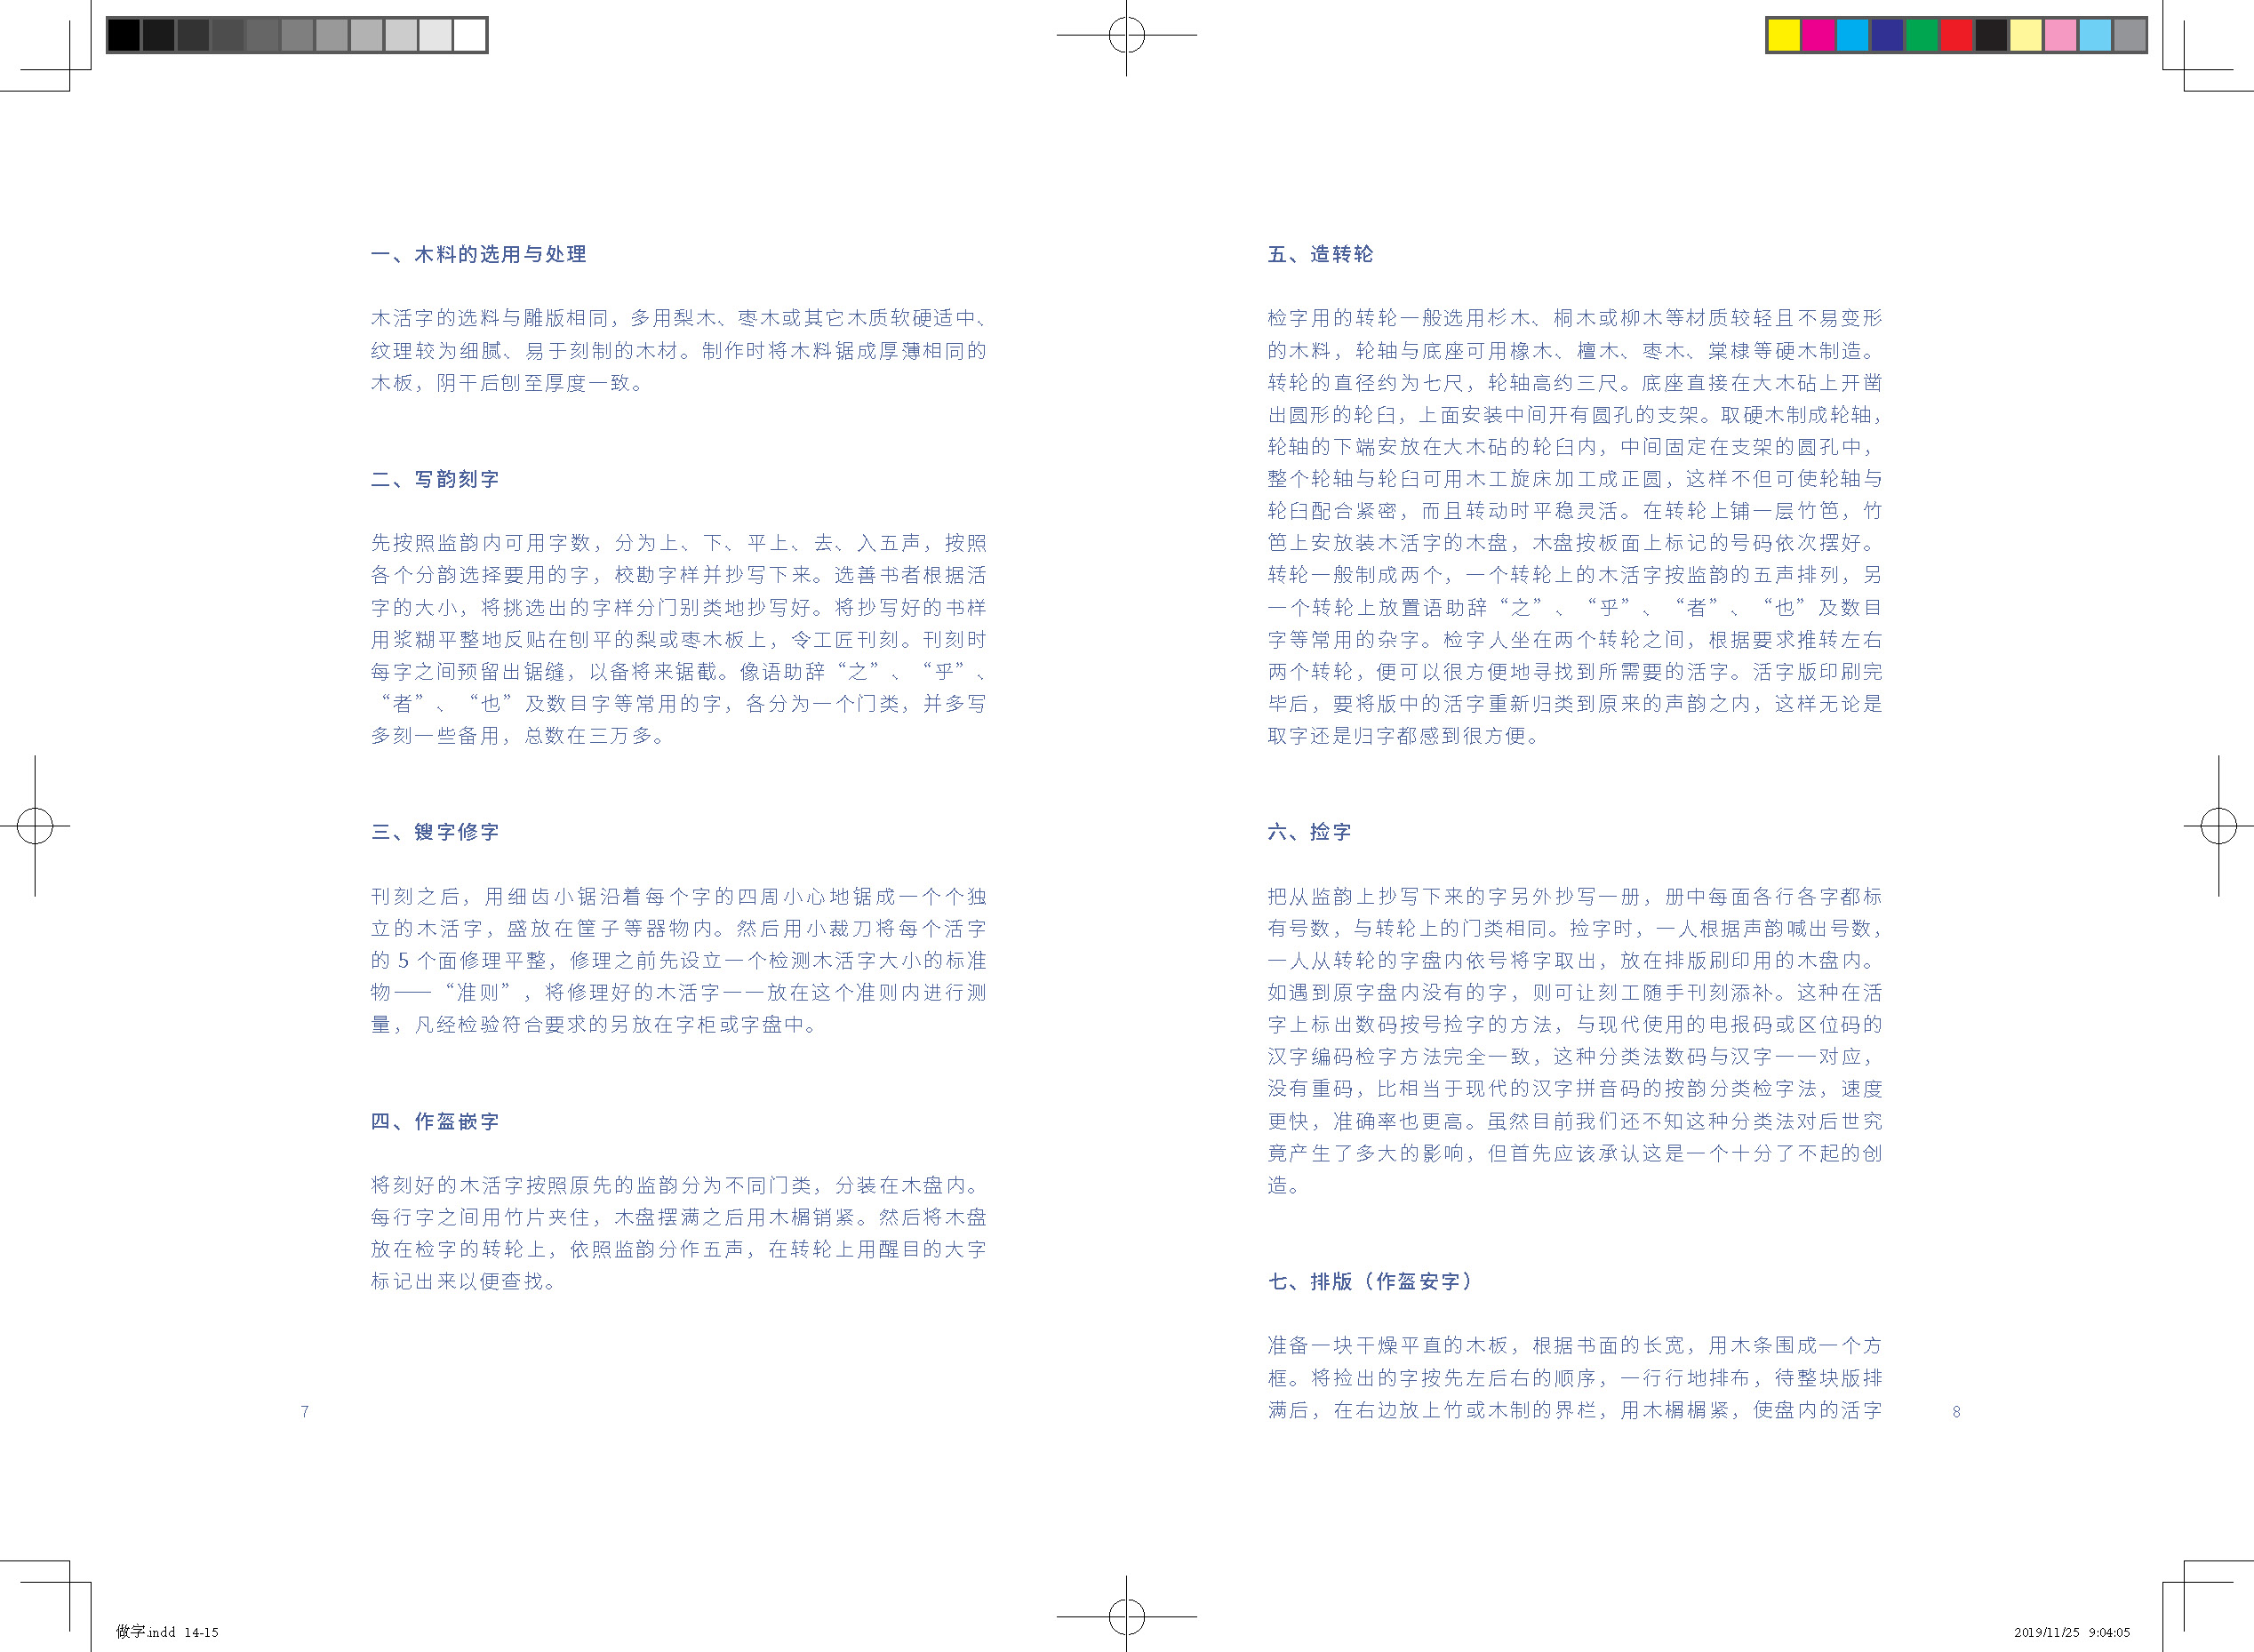 一、木料的选用与处理
木活字的选料与雕版相同，多用梨木、枣木或其它木质软硬适中、
纹理较为细腻、易于刻制的木材。制作时将木料锯成厚薄相同的
木板，阴干后刨至厚度一致。
二、写韵刻字
先按照监韵内可用字数，分为上、下、平上、去、入五声，按照
各个分韵选择要用的字，校勘字样并抄写下来。选善书者根据活
字的大小，将挑选出的字样分门别类地抄写好。将抄写好的书样
用浆糊平整地反贴在刨平的梨或枣木板上，令工匠刊刻。刊刻时
每字之间预留出锯缝，以备将来锯截。像语助辞“之”、“乎”、
“者”、“也”及数目字等常用的字，各分为一个门类，并多写
多刻一些备用，总数在三万多。
三、锼字修字
刊刻之后，用细齿小锯沿着每个字的四周小心地锯成一个个独
立的木活字，盛放在筐子等器物内。然后用小裁刀将每个活字
的 5 个面修理平整，修理之前先设立一个检测木活字大小的标准
物——“准则”，将修理好的木活字一一放在这个准则内进行测
量，凡经检验符合要求的另放在字柜或字盘中。
四、作盔嵌字
将刻好的木活字按照原先的监韵分为不同门类，分装在木盘内。
每行字之间用竹片夹住，木盘摆满之后用木榍销紧。然后将木盘
放在检字的转轮上，依照监韵分作五声，在转轮上用醒目的大字
标记出来以便查找。
7
五、造转轮
检字用的转轮一般选用杉木、桐木或柳木等材质较轻且不易变形
的木料，轮轴与底座可用橡木、檀木、枣木、棠棣等硬木制造。
转轮的直径约为七尺，轮轴高约三尺。底座直接在大木砧上开凿
出圆形的轮臼，上面安装中间开有圆孔的支架。取硬木制成轮轴，
轮轴的下端安放在大木砧的轮臼内，中间固定在支架的圆孔中，
整个轮轴与轮臼可用木工旋床加工成正圆，这样不但可使轮轴与
轮臼配合紧密，而且转动时平稳灵活。在转轮上铺一层竹笆，竹
笆上安放装木活字的木盘，木盘按板面上标记的号码依次摆好。
转轮一般制成两个，一个转轮上的木活字按监韵的五声排列，另
一个转轮上放置语助辞“之”、“乎”、“者”、“也”及数目
字等常用的杂字。检字人坐在两个转轮之间，根据要求推转左右
两个转轮，便可以很方便地寻找到所需要的活字。活字版印刷完
毕后，要将版中的活字重新归类到原来的声韵之内，这样无论是
取字还是归字都感到很方便。
六、捡字
把从监韵上抄写下来的字另外抄写一册，册中每面各行各字都标
有号数，与转轮上的门类相同。捡字时，一人根据声韵喊出号数，
一人从转轮的字盘内依号将字取出，放在排版刷印用的木盘内。
如遇到原字盘内没有的字，则可让刻工随手刊刻添补。这种在活
字上标出数码按号捡字的方法，与现代使用的电报码或区位码的
汉字编码检字方法完全一致，这种分类法数码与汉字一一对应，
没有重码，比相当于现代的汉字拼音码的按韵分类检字法，速度
更快，准确率也更高。虽然目前我们还不知这种分类法对后世究
竟产生了多大的影响，但首先应该承认这是一个十分了不起的创
造。
七、排版（作盔安字）
准备一块干燥平直的木板，根据书面的长宽，用木条围成一个方
框。将捡出的字按先左后右的顺序，一行行地排布，待整块版排
满后，在右边放上竹或木制的界栏，用木榍榍紧，使盘内的活字
8
做字.indd 14-15
2019/11/25 9:04:05